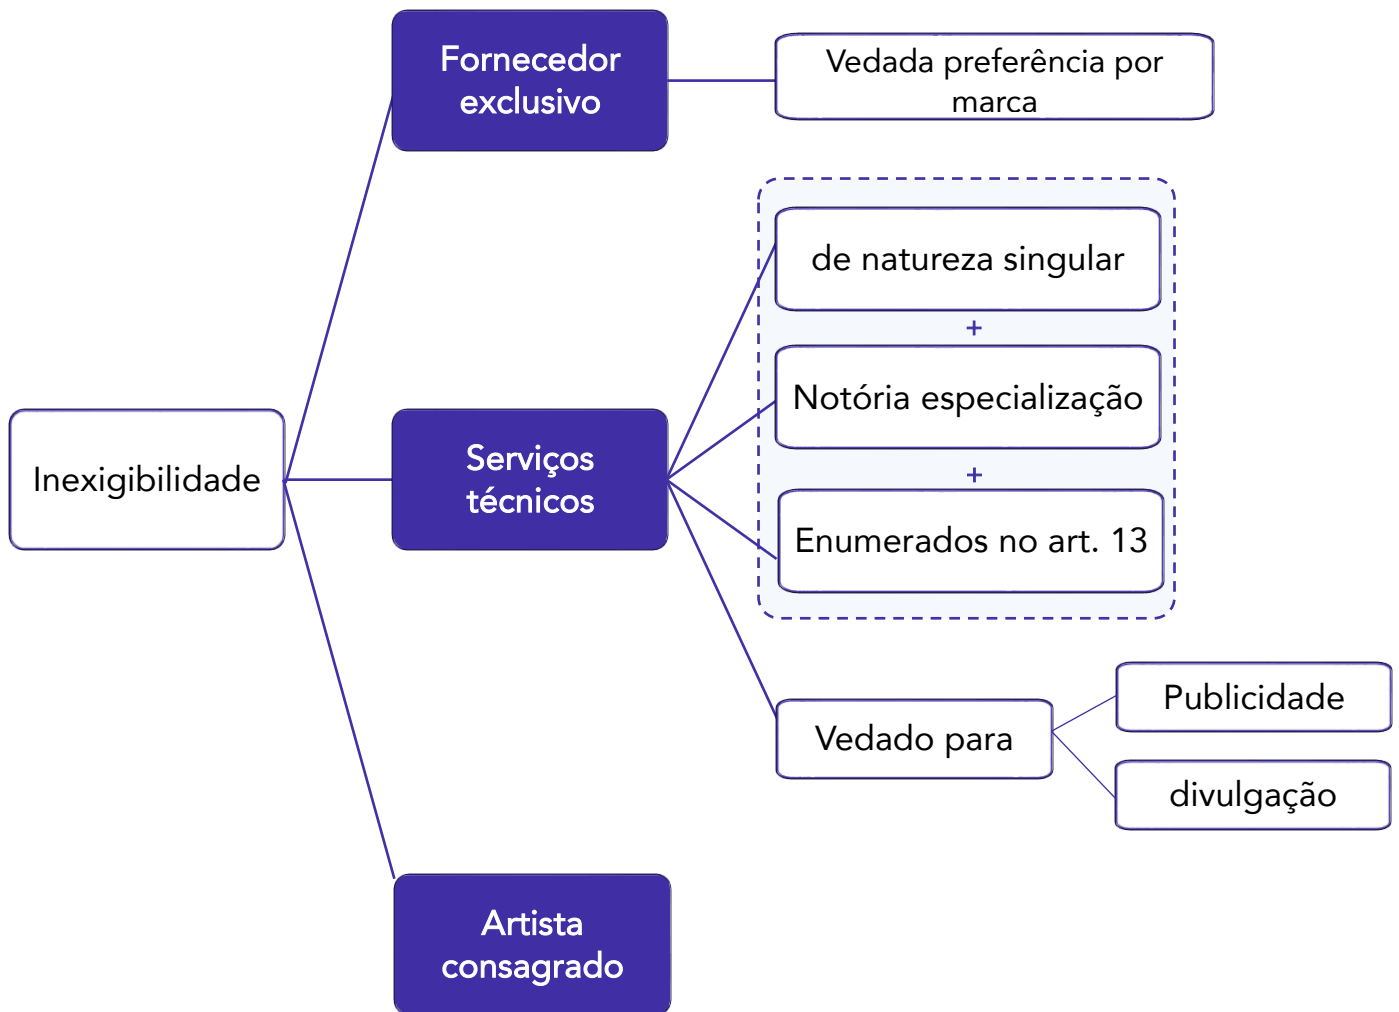 Fornecedor
exclusivo
Vedada preferência por
marca
de natureza singular
+
Notória especialização
+
Enumerados no art. 13
Inexigibilidade
Serviços
técnicos
Vedado para
Publicidade
divulgação
Artista
consagrado